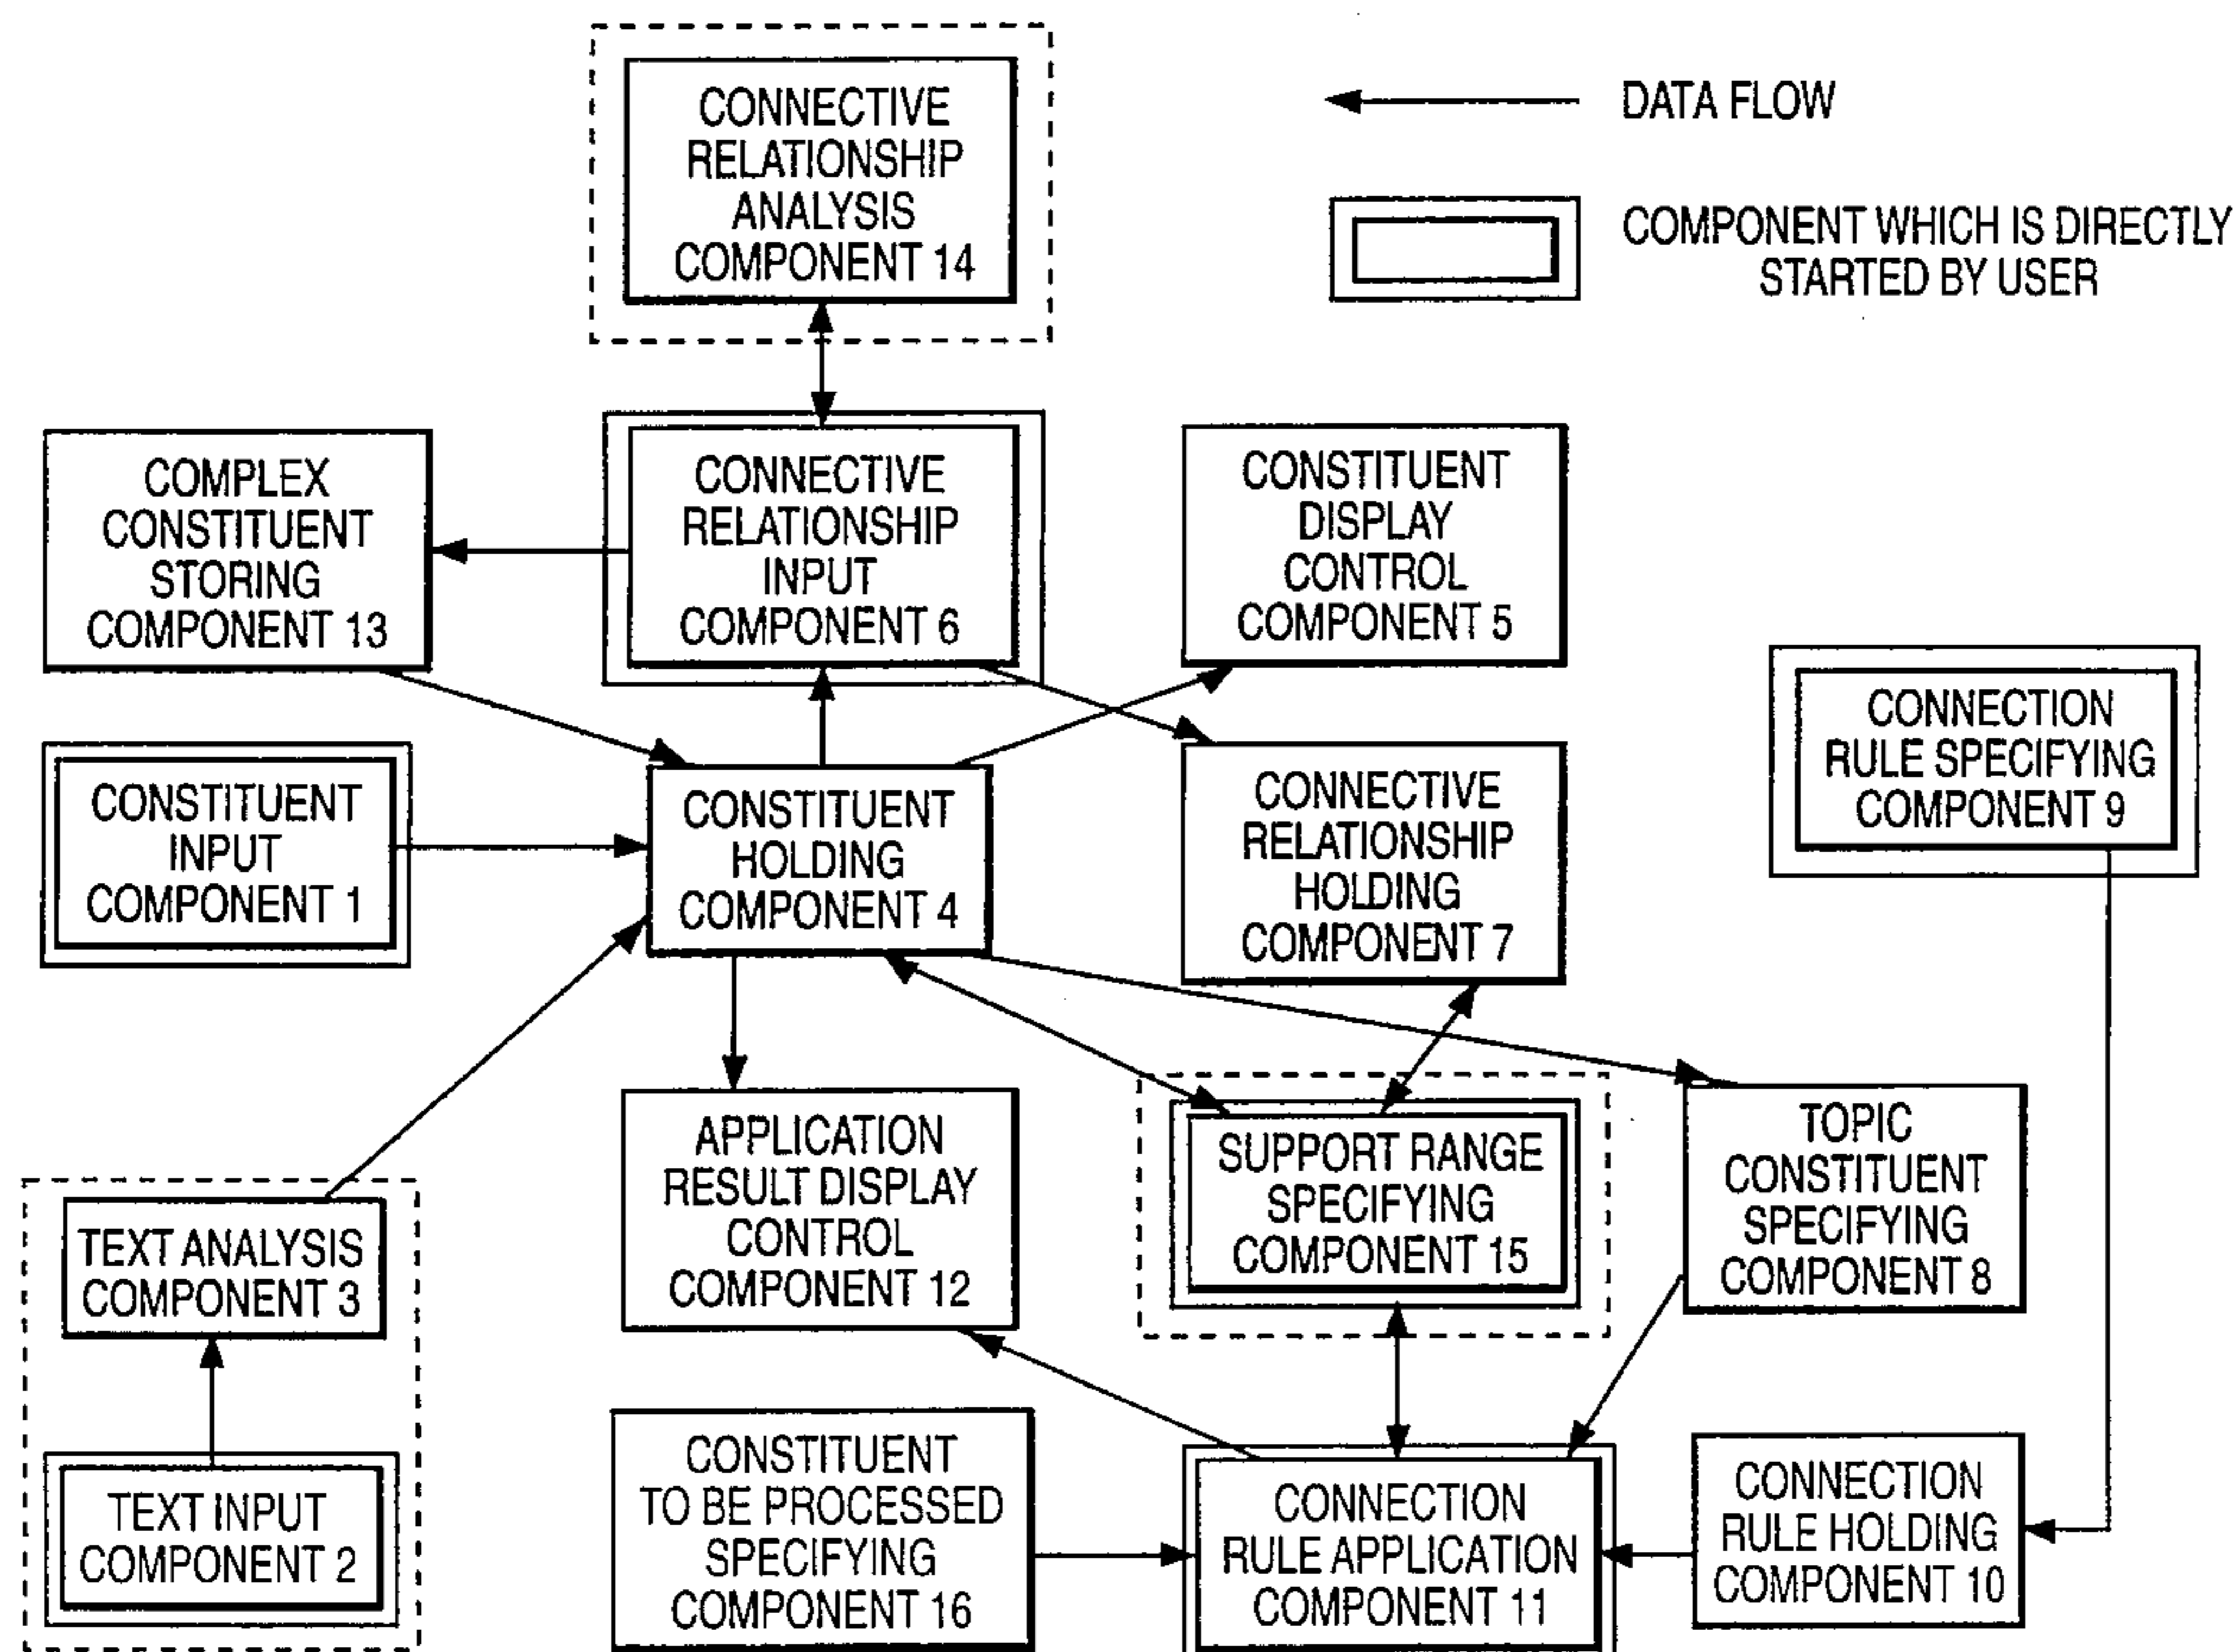 CONNECTIVE
RELATIONSHIP
ANALYSIS
COMPONENT 14
DATA FLOW
COMPONENT WHICH IS DIRECTLY
STARTED BY USER
COMPLEX
CONSTITUENT
STORING
COMPONENT 13
CONNECTIVE
RELATIONSHIP
INPUT
COMPONENT 6
CONSTITUENT
DISPLAY
CONTROL
COMPONENT 5
CONNECTION
RULE SPECIFYING
COMPONENT 9
CONSTITUENT
INPUT
COMPONENT 1
CONSTITUENT
HOLDING
COMPONENT 4
CONNECTIVE
RELATIONSHIP
HOLDING
COMPONENT 7
TEXT ANALYSIS
COMPONENT 3
APPLICATION
RESULT DISPLAY
CONTROL
COMPONENT 12
SUPPORT RANGE
SPECIFYING
COMPONENT 15
TOPIC
CONSTITUENT
SPECIFYING
COMPONENT 8
TEXT INPUT
COMPONENT 2
CONSTITUENT
TO BE PROCESSED
SPECIFYING
COMPONENT 16
CONNECTION
RULE APPLICATION
COMPONENT 11
CONNECTION
RULE HOLDING
COMPONENT 10